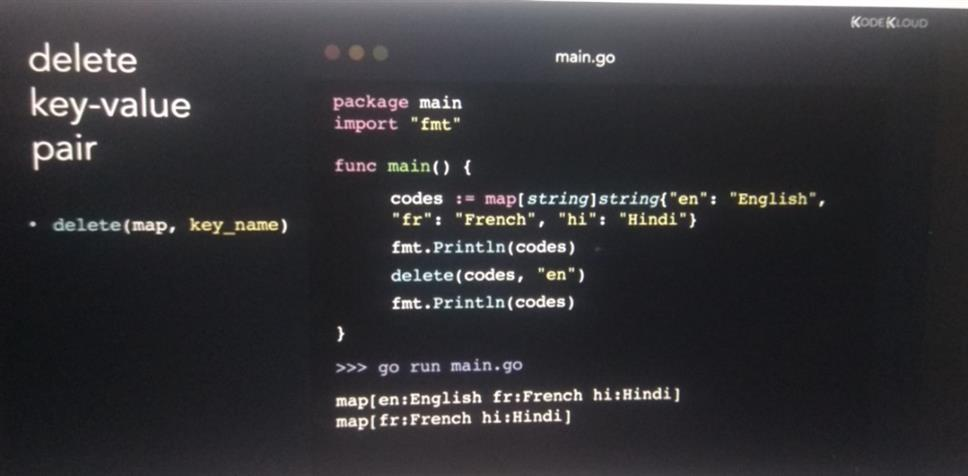 KODEKLOUD
delete
key-value
pair
• delete(map, key_name)
main.go
package main
import "fmt"
func main() {
codes := map[string]string{"en": "English",
"fr": "French", "hi": "Hindi"}
fmt.Println(codes)
delete(codes, "en")
fmt.Println(codes)
}
>>> go run main.go
map[en:English fr:French hi:Hindi]
map[fr:French hi:Hindi]